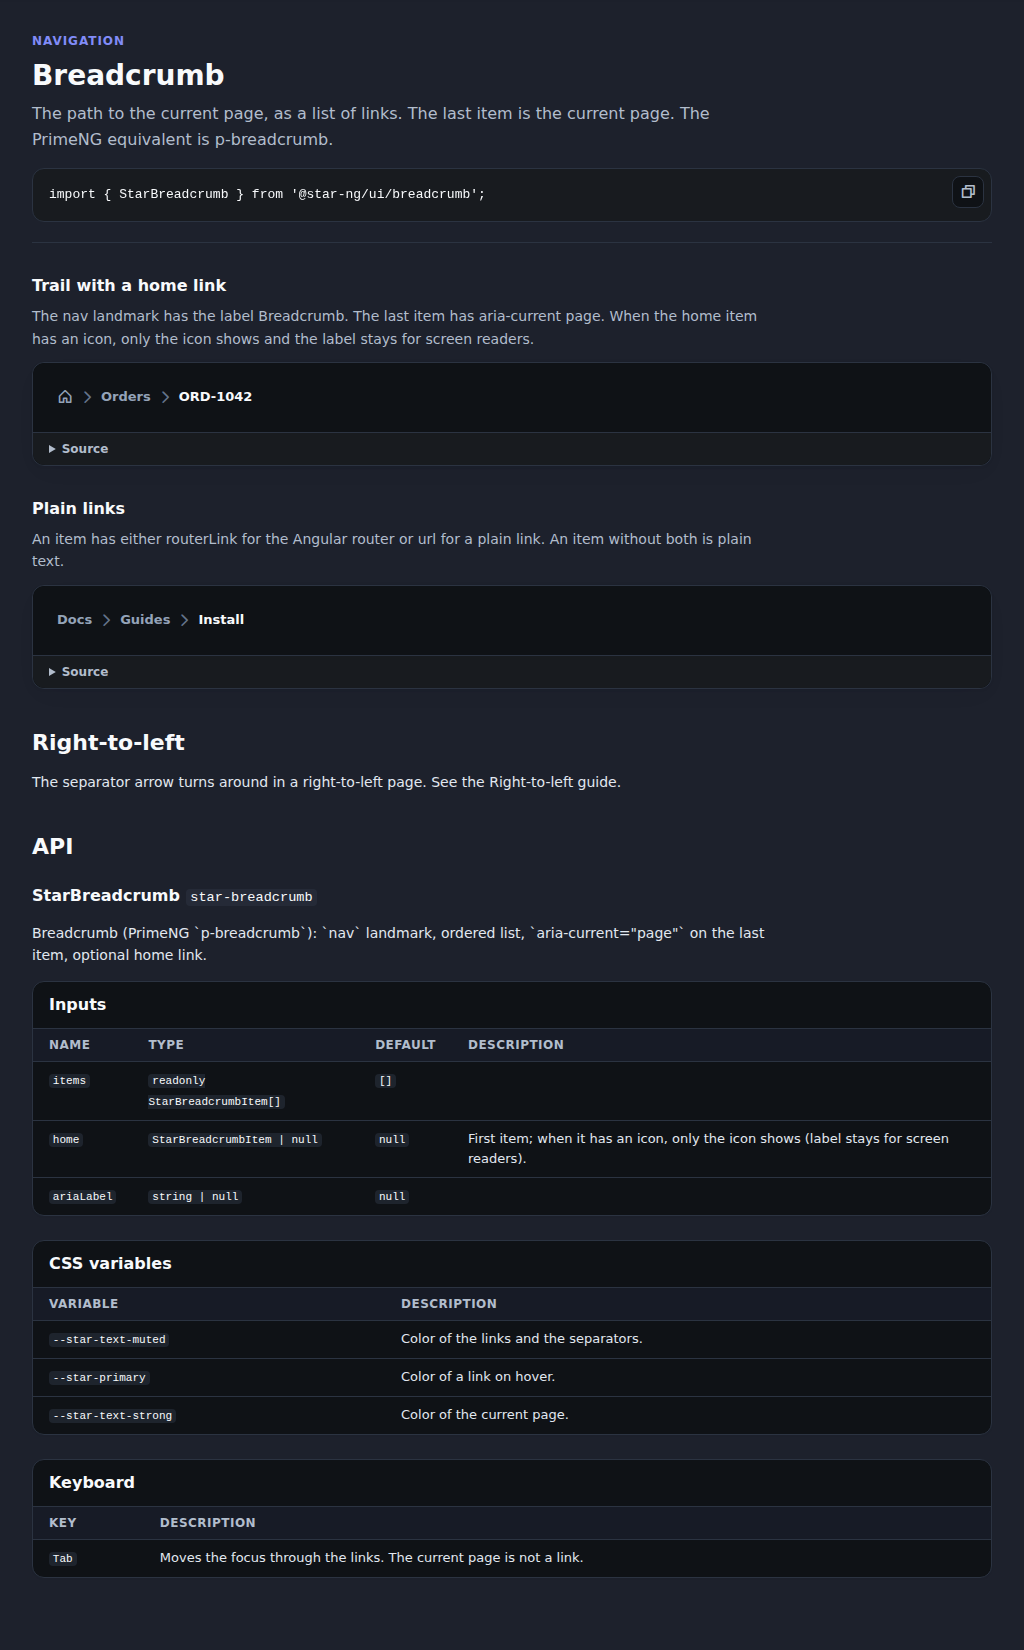 NAVIGATION
Breadcrumb
The path to the current page, as a list of links. The last item is the current page. The
PrimeNG equivalent is p-breadcrumb.
import { StarBreadcrumb } from '@star-ng/ui/breadcrumb';
Trail with a home link
The nav landmark has the label Breadcrumb. The last item has aria-current page. When the home item
has an icon, only the icon shows and the label stays for screen readers.
Orders ORD-1042
Source
Plain links
An item has either routerLink for the Angular router or url for a plain link. An item without both is plain
text.
Docs Guides Install
Source
Right-to-left
The separator arrow turns around in a right-to-left page. See the Right-to-left guide.
API
StarBreadcrumb star-breadcrumb
Breadcrumb (PrimeNG `p-breadcrumb`): `nav` landmark, ordered list, `aria-current="page"` on the last
item, optional home link.
Inputs
NAME TYPE DEFAULT DESCRIPTION
items readonly []
StarBreadcrumbItem[]
home StarBreadcrumbItem | null null First item; when it has an icon, only the icon shows (label stays for screen
readers).
ariaLabel string | null null
CSS variables
VARIABLE DESCRIPTION
--star-text-muted Color of the links and the separators.
--star-primary Color of a link on hover.
--star-text-strong Color of the current page.
Keyboard
KEY DESCRIPTION
Tab Moves the focus through the links. The current page is not a link.